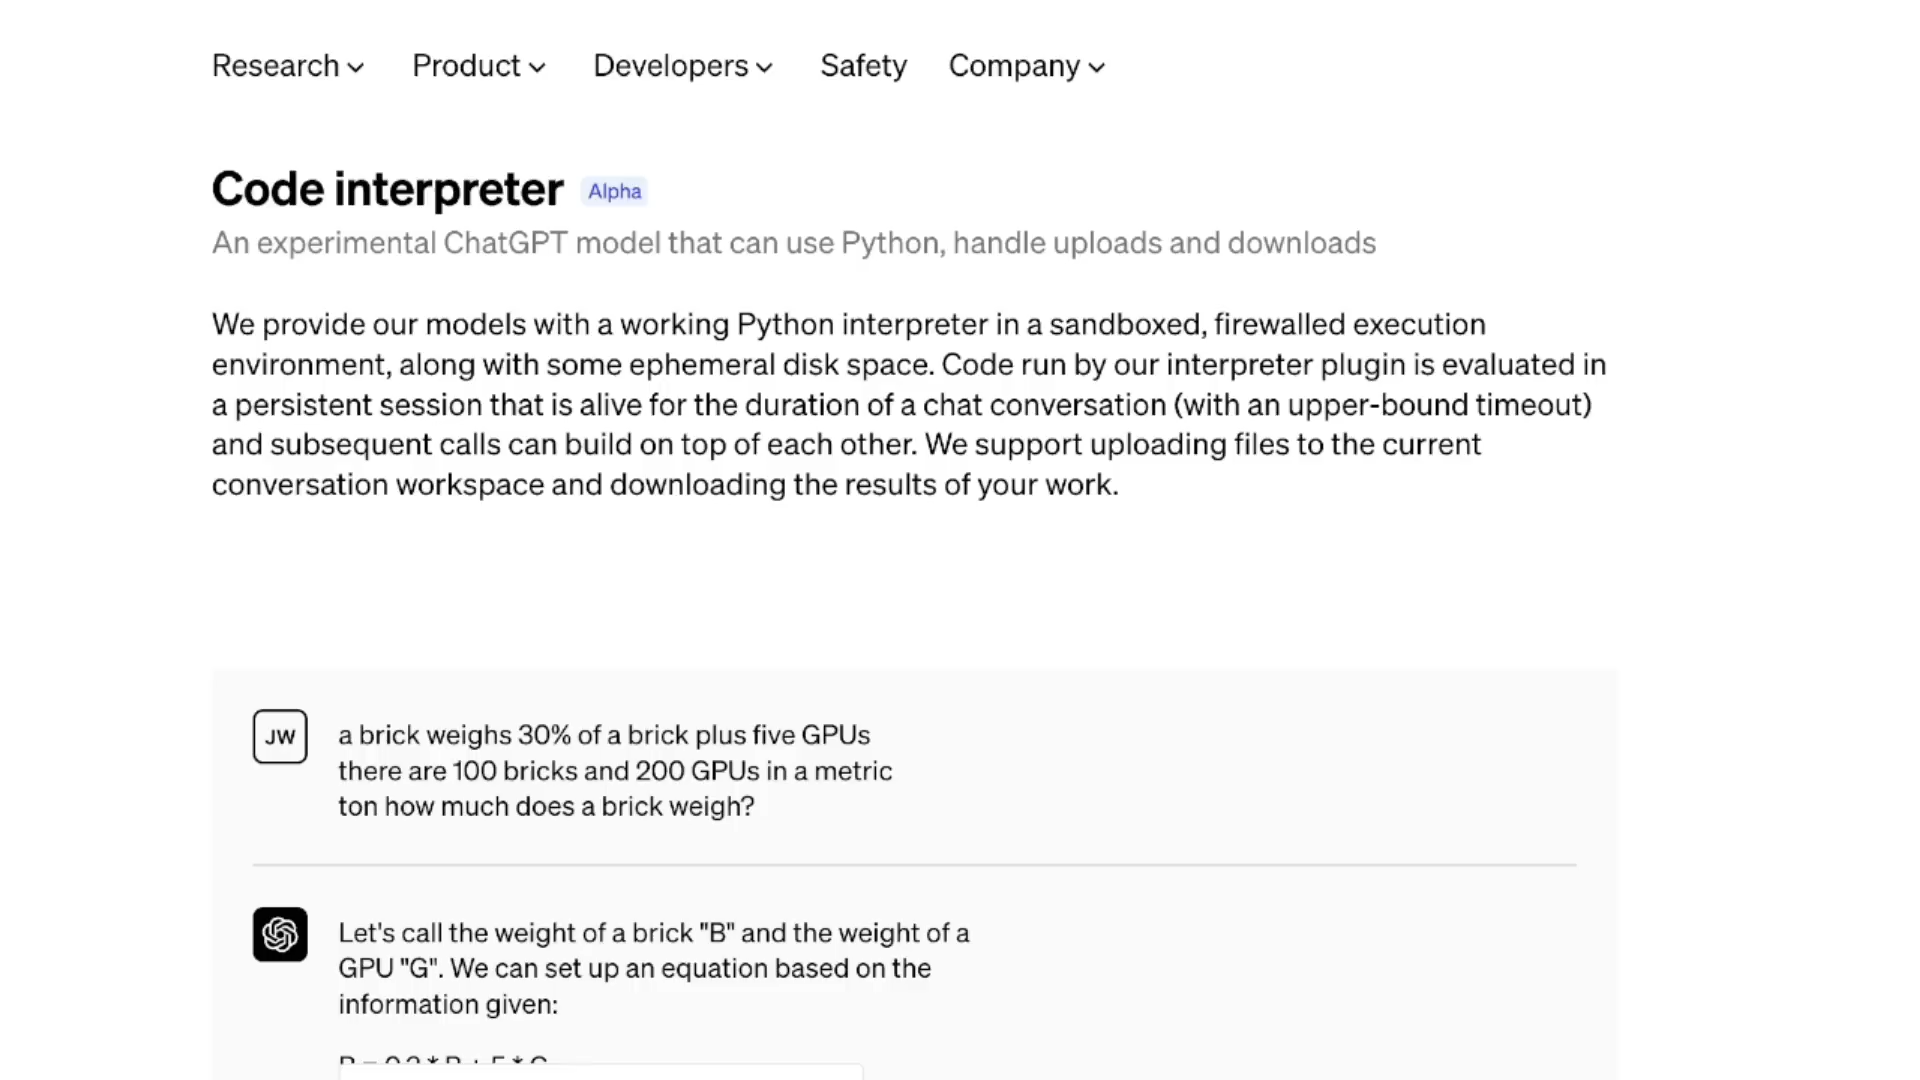 Research Product Developers Safety Company
Code interpreter Alpha
An experimental ChatGPT model that can use Python, handle uploads and downloads
We provide our models with a working Python interpreter in a sandboxed, firewalled execution
environment, along with some ephemeral disk space. Code run by our interpreter plugin is evaluated in
a persistent session that is alive for the duration of a chat conversation (with an upper-bound timeout)
and subsequent calls can build on top of each other. We support uploading files to the current
conversation workspace and downloading the results of your work.
JW
a brick weighs 30% of a brick plus five GPUs
there are 100 bricks and 200 GPUs in a metric
ton how much does a brick weigh?
Let's call the weight of a brick "B" and the weight of a
GPU "G". We can set up an equation based on the
information given: